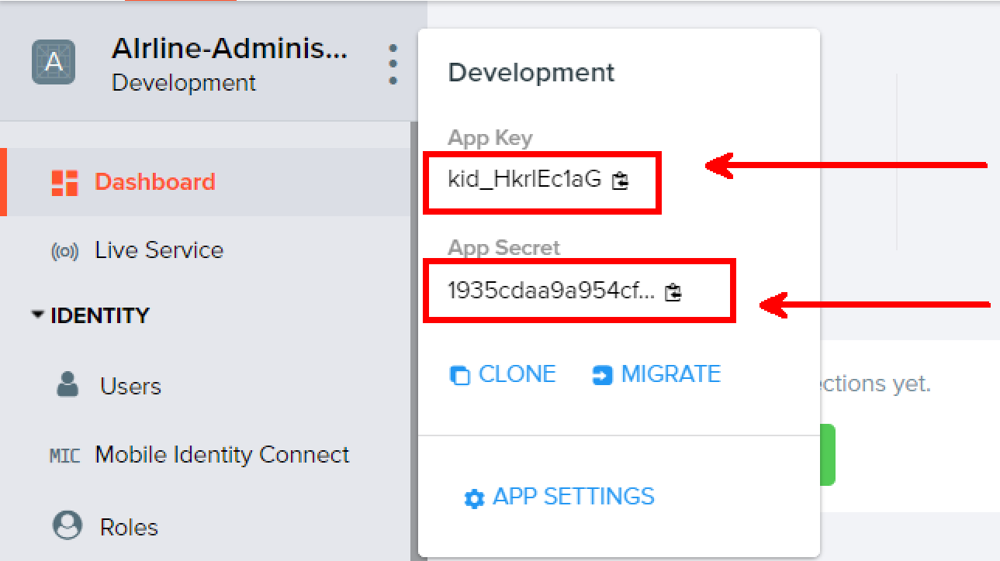 A
AIrline-Adminis...
Development
Dashboard
Live Service
IDENTITY
Users
MIC Mobile Identity Connect
Roles
Development
App Key
kid_HkrlEc1aG
App Secret
1935cdaa9a954cf...
CLONE MIGRATE
APP SETTINGS
ections yet.